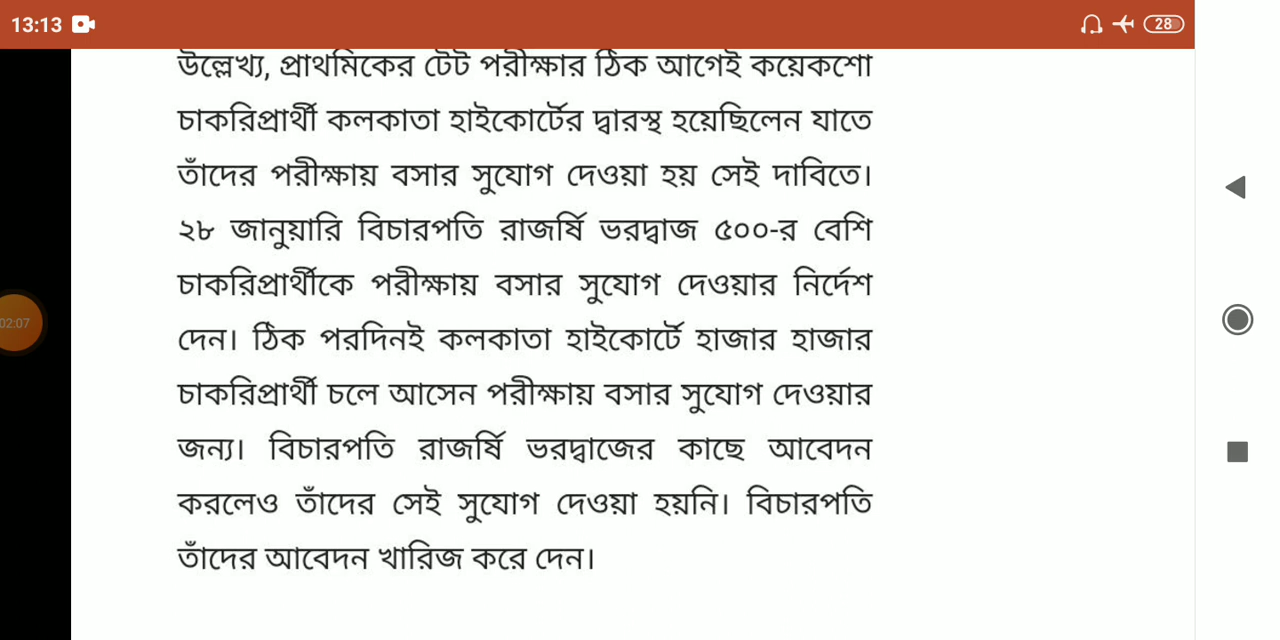 13:13
28
উল্লেখ্য, প্রাথমিকের টেট পরীক্ষার ঠিক আগেই কয়েকশো
চাকরিপ্রার্থী কলকাতা হাইকোর্টের দ্বারস্থ হয়েছিলেন যাতে
তাঁদের পরীক্ষায় বসার সুযোগ দেওয়া হয় সেই দাবিতে।
২৮ জানুয়ারি বিচারপতি রাজর্ষি ভরদ্বাজ ৫০০-র বেশি
চাকরিপ্রার্থীকে পরীক্ষায় বসার সুযোগ দেওয়ার নির্দেশ
02:07
দেন। ঠিক পরদিনই কলকাতা হাইকোর্টে হাজার হাজার
চাকরিপ্রার্থী চলে আসেন পরীক্ষায় বসার সুযোগ দেওয়ার
জন্য। বিচারপতি রাজর্ষি ভরদ্বাজের কাছে আবেদন
করলেও তাঁদের সেই সুযোগ দেওয়া হয়নি। বিচারপতি
তাঁদের আবেদন খারিজ করে দেন।